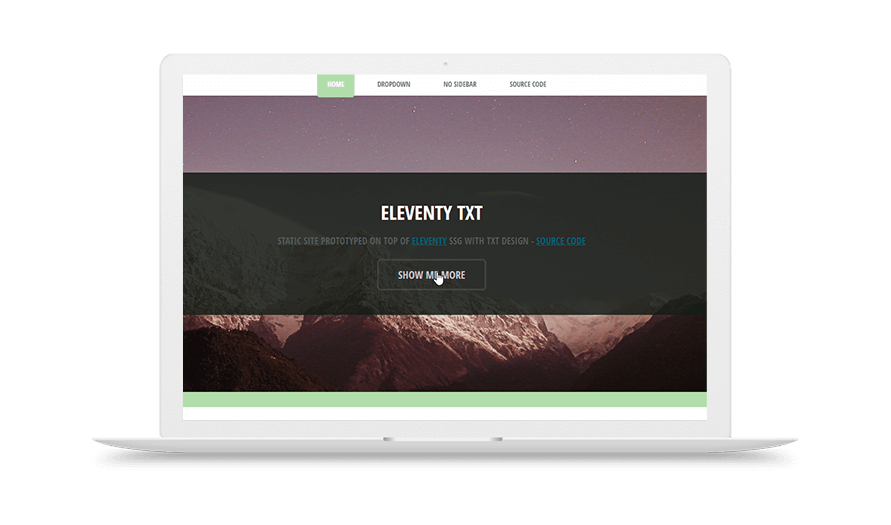 HOME DROPDOWN NO SIDEBAR SOURCE CODE
ELEVENTY TXT
STATIC SITE PROTOTYPED ON TOP OF ELEVENTY SSG WITH TXT DESIGN - SOURCE CODE
SHOW ME MORE